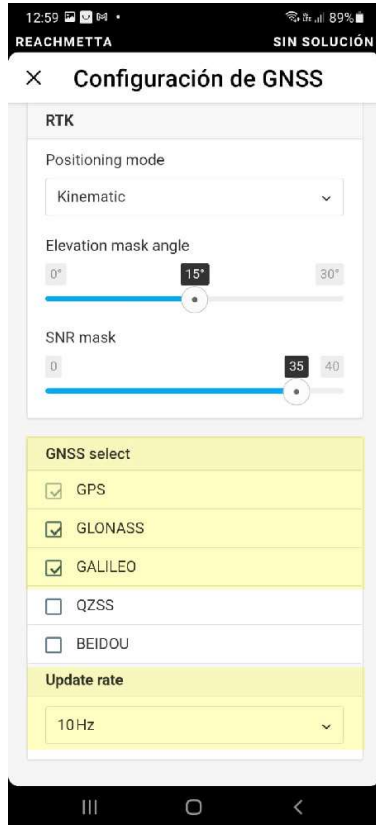 12:59
89%
REACHMETTA SIN SOLUCIÓN
× Configuración de GNSS
RTK
Positioning mode
Kinematic
Elevation mask angle
0° 15° 30°
SNR mask
0 35 40
GNSS select
GPS
GLONASS
GALILEO
QZSS
BEIDOU
Update rate
10Hz